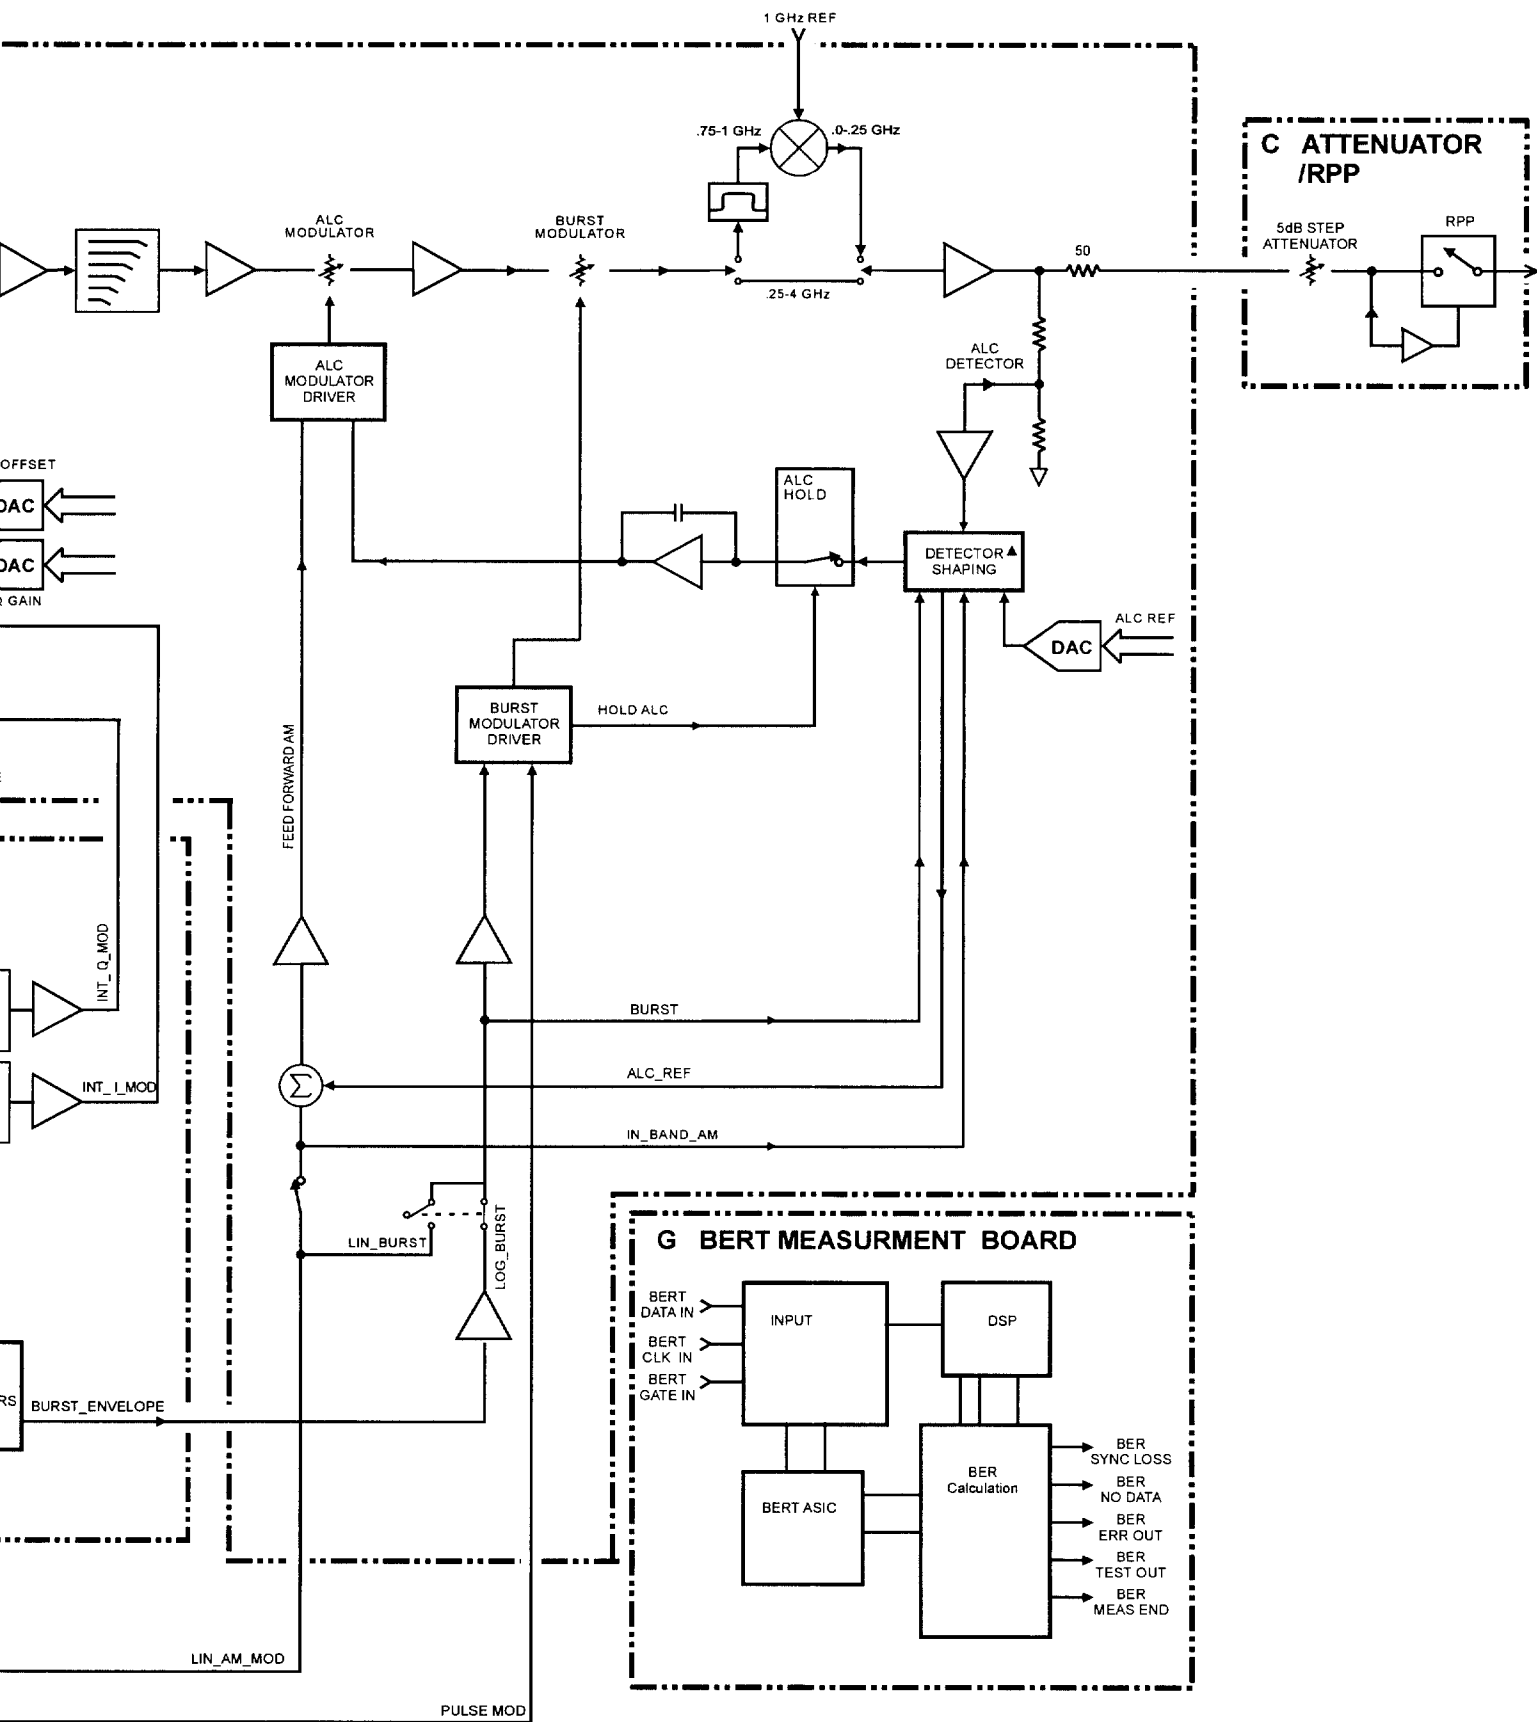 1 GHz REF
.75-1 GHz
.0-.25 GHz
C ATTENUATOR
/RPP
ALC
MODULATOR
BURST
MODULATOR
5dB STEP
ATTENUATOR
RPP
50
.25-4 GHz
ALC
DETECTOR
ALC
MODULATOR
DRIVER
OFFSET
DAC
ALC
HOLD
DETECTOR
SHAPING
DAC
GAIN
ALC REF
DAC
BURST
MODULATOR
DRIVER
HOLD ALC
FEED FORWARD AM
INT_Q_MOD
BURST
Σ
ALC_REF
INT_I_MOD
IN_BAND_AM
LIN_BURST
LOG_BURST
G BERT MEASURMENT BOARD
BERT
DATA IN
BERT
CLK IN
BERT
GATE IN
INPUT
DSP
RS
BURST_ENVELOPE
BERT ASIC
BER
Calculation
BER
SYNC LOSS
BER
NO DATA
BER
ERR OUT
BER
TEST OUT
BER
MEAS END
LIN_AM_MOD
PULSE MOD